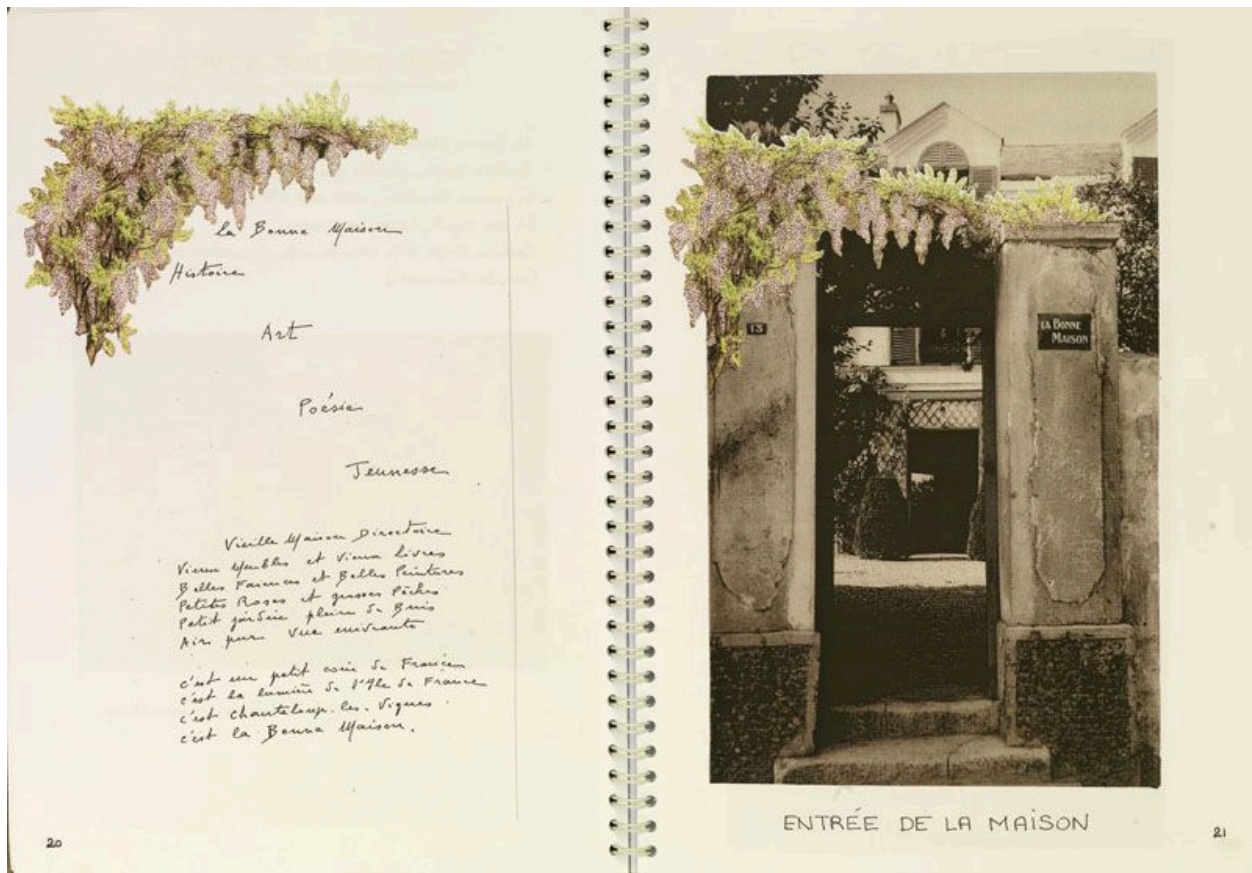 la Bonne Maison
Histoire
Art
Poésie
Jeunesse
Vieille Maison Directoire
Vieux Meubles et Vieux Livres
Belles Faïences et Belles Peintures
Petites Roses et grosses Pêches
Petit jardin plein de Buis
Air pur Vue enivrante
c'est un petit coin de France
c'est la lumière de l'Ile de France
c'est Chanteloup-les-Vignes
c'est la Bonne Maison.
20
13
LA BONNE
MAISON
ENTRÉE DE LA MAISON
21